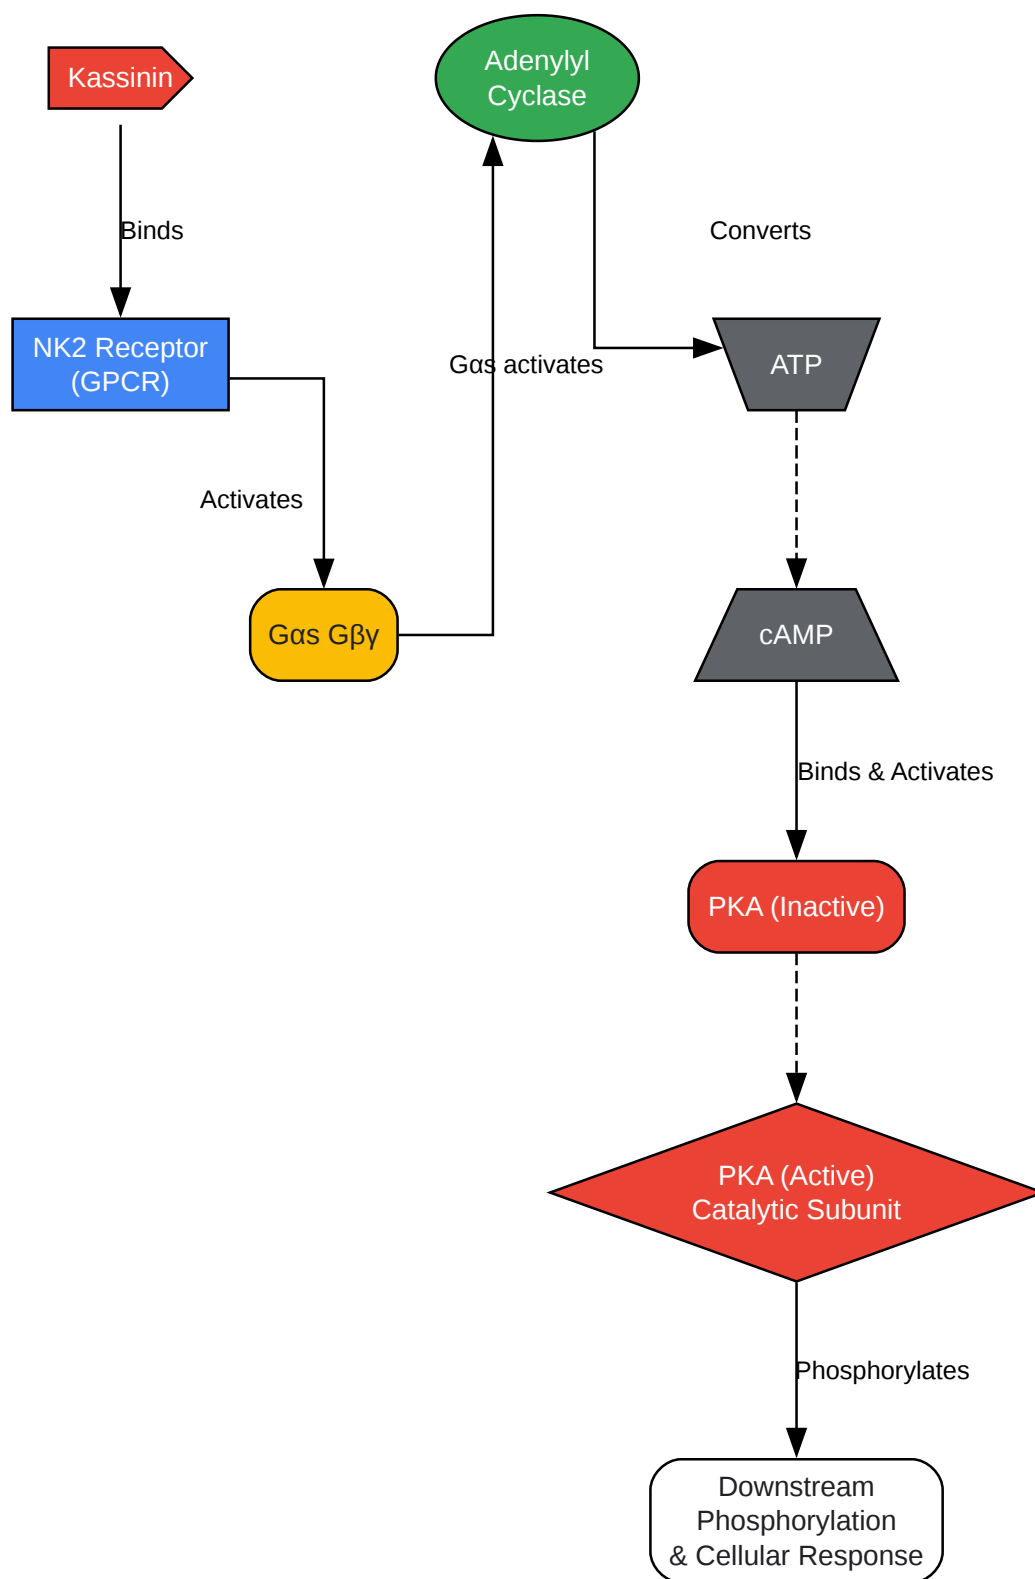 Kassinin
Adenylyl
Cyclase
Binds
Converts
NK2 Receptor
(GPCR)
Gαs activates
ATP
Activates
Gαs Gβγ
cAMP
Binds & Activates
PKA (Inactive)
PKA (Active)
Catalytic Subunit
Phosphorylates
Downstream
Phosphorylation
& Cellular Response